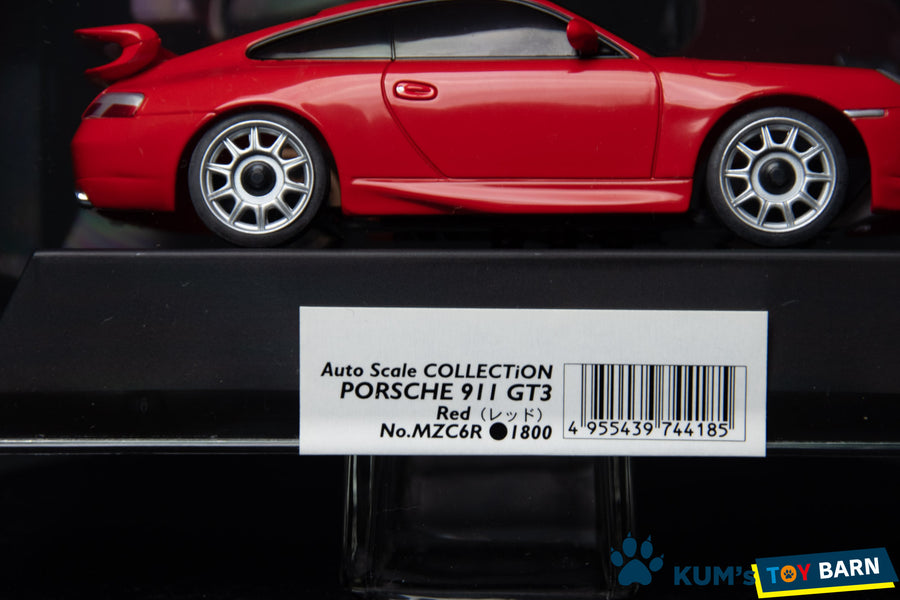 Auto Scale COLLECTiON
PORSCHE 911 GT3
Red（レッド）
No.MZC6R ●1800
4 955439 744185
KUM's TOY BARN